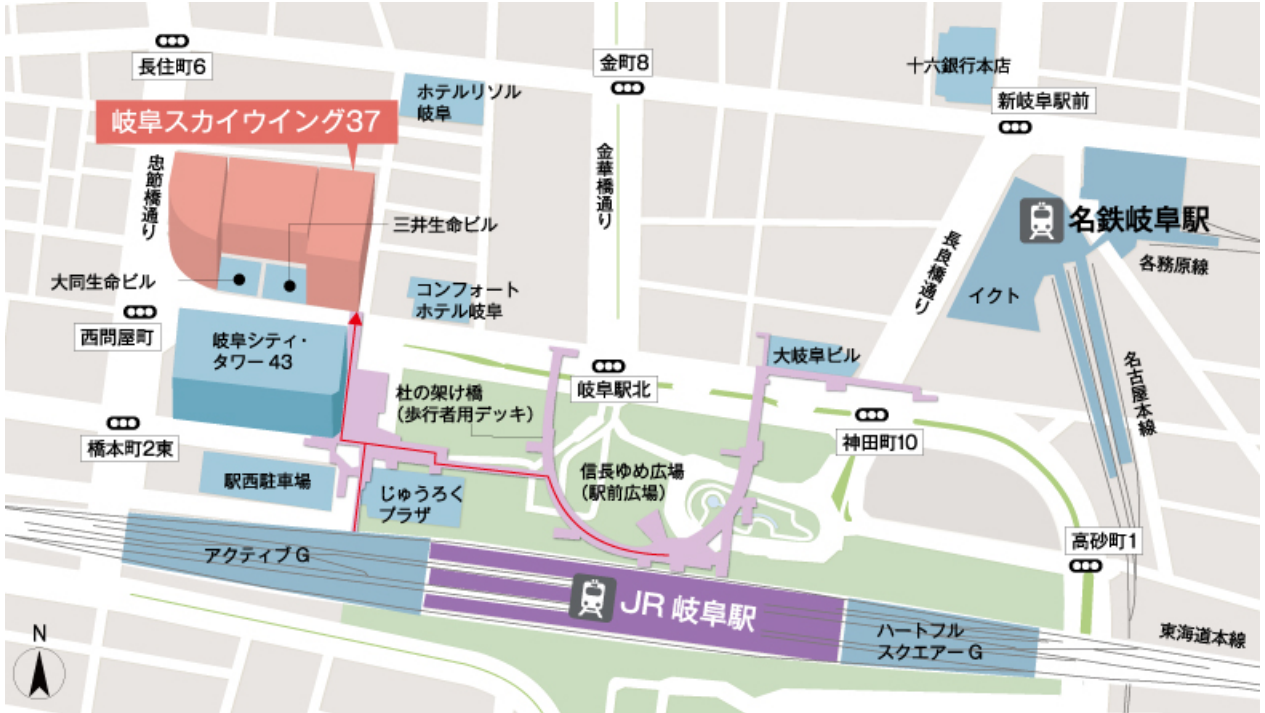 長住町6
金町8
十六銀行本店
新岐阜駅前
ホテルリソル
岐阜
岐阜スカイウイング37
忠節橋通り
金華橋通り
長良橋通り
名鉄岐阜駅
各務原線
イクト
三井生命ビル
大同生命ビル
コンフォート
ホテル岐阜
西問屋町
岐阜シティ・
タワー43
大岐阜ビル
名古屋本線
岐阜駅北
杜の架け橋
（歩行者用デッキ）
神田町10
橋本町2東
駅西駐車場
じゅうろく
プラザ
信長ゆめ広場
（駅前広場）
高砂町1
アクティブG
JR岐阜駅
ハートフル
スクエアーG
東海道本線
N